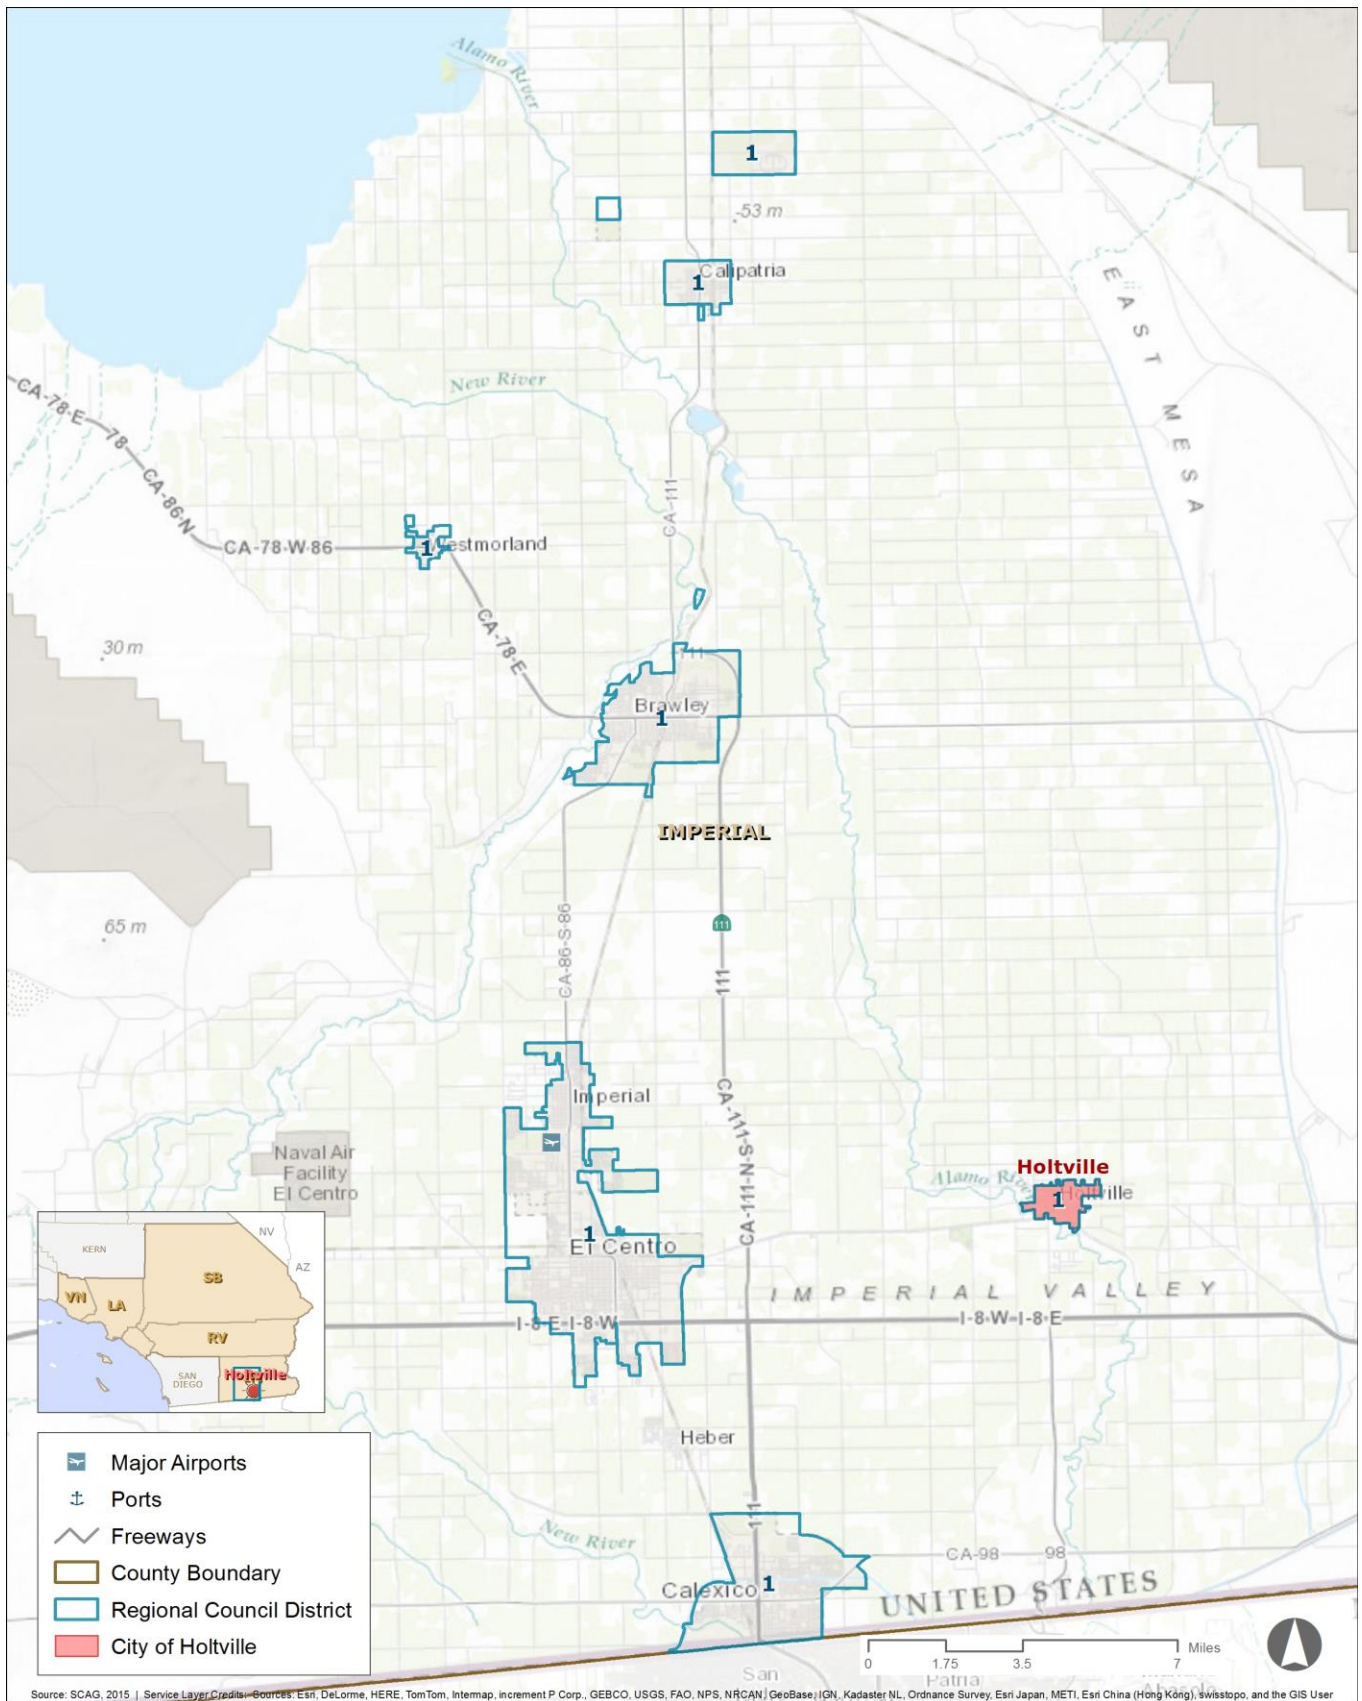 Alamo River
1
-53 m
Calipatria
1
EAST MESA
New River
CA-78-E
78
CA-86-N
CA-78-W-86
1
Westmorland
CA-111
CA-78-E
30 m
111
Brawley
1
IMPERIAL
65 m
CA-86-S-86
111
111
Imperial
CA-111-N-S
Naval Air
Facility
El Centro
Holtville
Alamo River
1
Holtville
1
El Centro
IMPERIAL VALLEY
I-8-E-I-8-W
I-8-W-I-8-E
NV
KERN
AZ
SB
VN
LA
RV
SAN
DIEGO
Holtville
Heber
111
New River
CA-98
98
Calexico
1
UNITED STATES
Major Airports
Ports
Freeways
County Boundary
Regional Council District
City of Holtville
Miles
0 1.75 3.5 7
San
Patria
Source: SCAG, 2015 | Service Layer Credits: Sources: Esri, DeLorme, HERE, TomTom, Intermap, increment P Corp., GEBCO, USGS, FAO, NPS, NRCAN, GeoBase, IGN, Kadaster NL, Ordnance Survey, Esri Japan, METI, Esri China (Hong Kong), swisstopo, and the GIS User